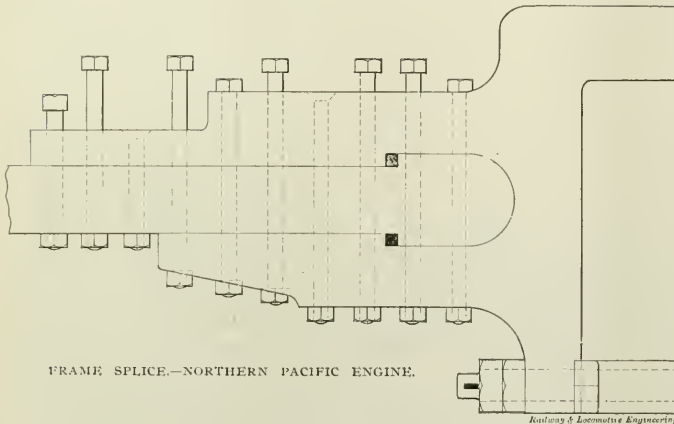 FRAME SPLICE.—NORTHERN PACIFIC ENGINE.
Railway & Locomotive Engineering